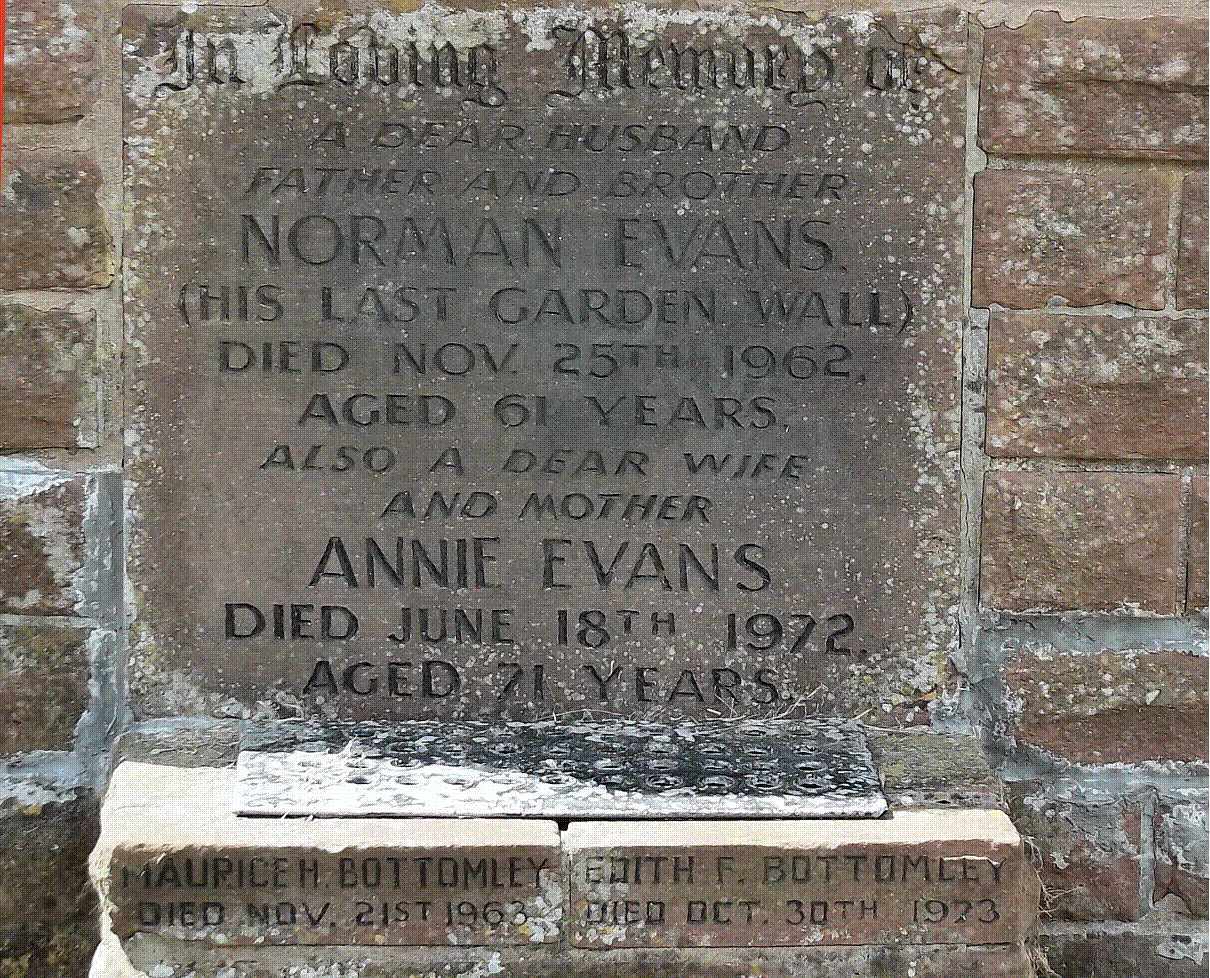 In Loving Memory of
A DEAR HUSBAND
FATHER AND BROTHER
NORMAN EVANS.
(HIS LAST GARDEN WALL)
DIED NOV. 25TH 1962,
AGED 61 YEARS
ALSO A DEAR WIFE
AND MOTHER
ANNIE EVANS
DIED JUNE 18TH 1972,
AGED 71 YEARS.
MAURICE H. BOTTOMLEY
DIED NOV. 21ST 1963
EDITH F. BOTTOMLEY
DIED OCT. 30TH 1973